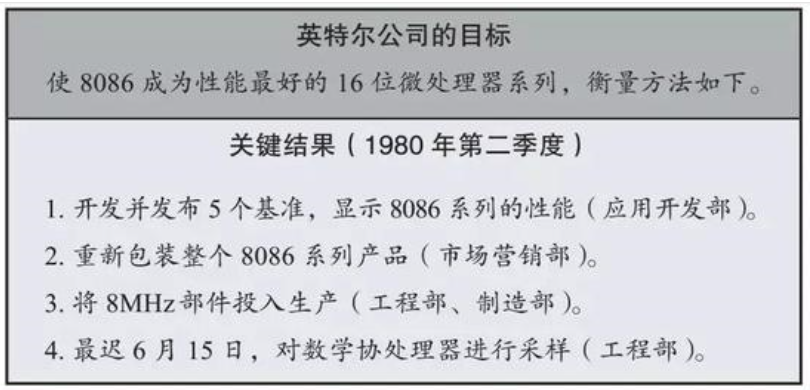 英特尔公司的目标
使 8086 成为性能最好的 16 位微处理器系列，衡量方法如下。
关键结果（1980 年第二季度）
1. 开发并发布 5 个基准，显示 8086 系列的性能（应用开发部）。
2. 重新包装整个 8086 系列产品（市场营销部）。
3. 将 8MHz 部件投入生产（工程部、制造部）。
4. 最迟 6 月 15 日，对数学协处理器进行采样（工程部）。